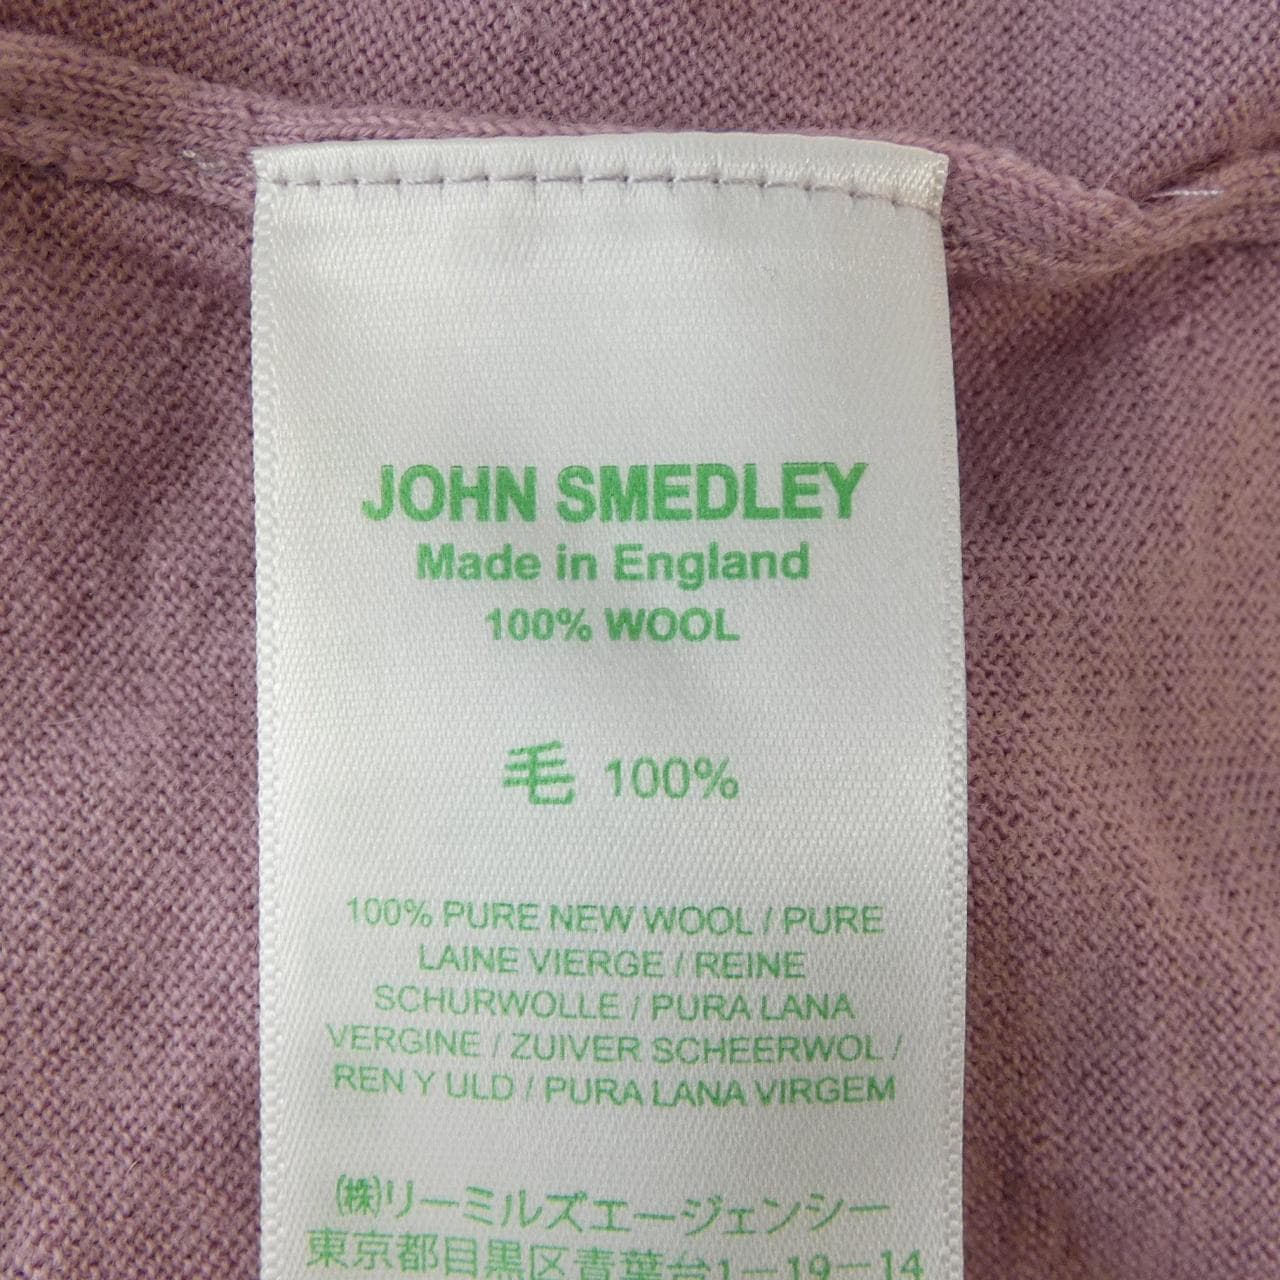 JOHN SMEDLEY
Made in England
100% WOOL
毛 100%
100% PURE NEW WOOL / PURE
LAINE VIERGE / REINE
SCHURWOLLE / PURA LANA
VERGINE / ZUIVER SCHEERWOL /
REN Y ULD / PURA LANA VIRGEM
㈱リーミルズエージェンシー
東京都目黒区青葉台1-19-14